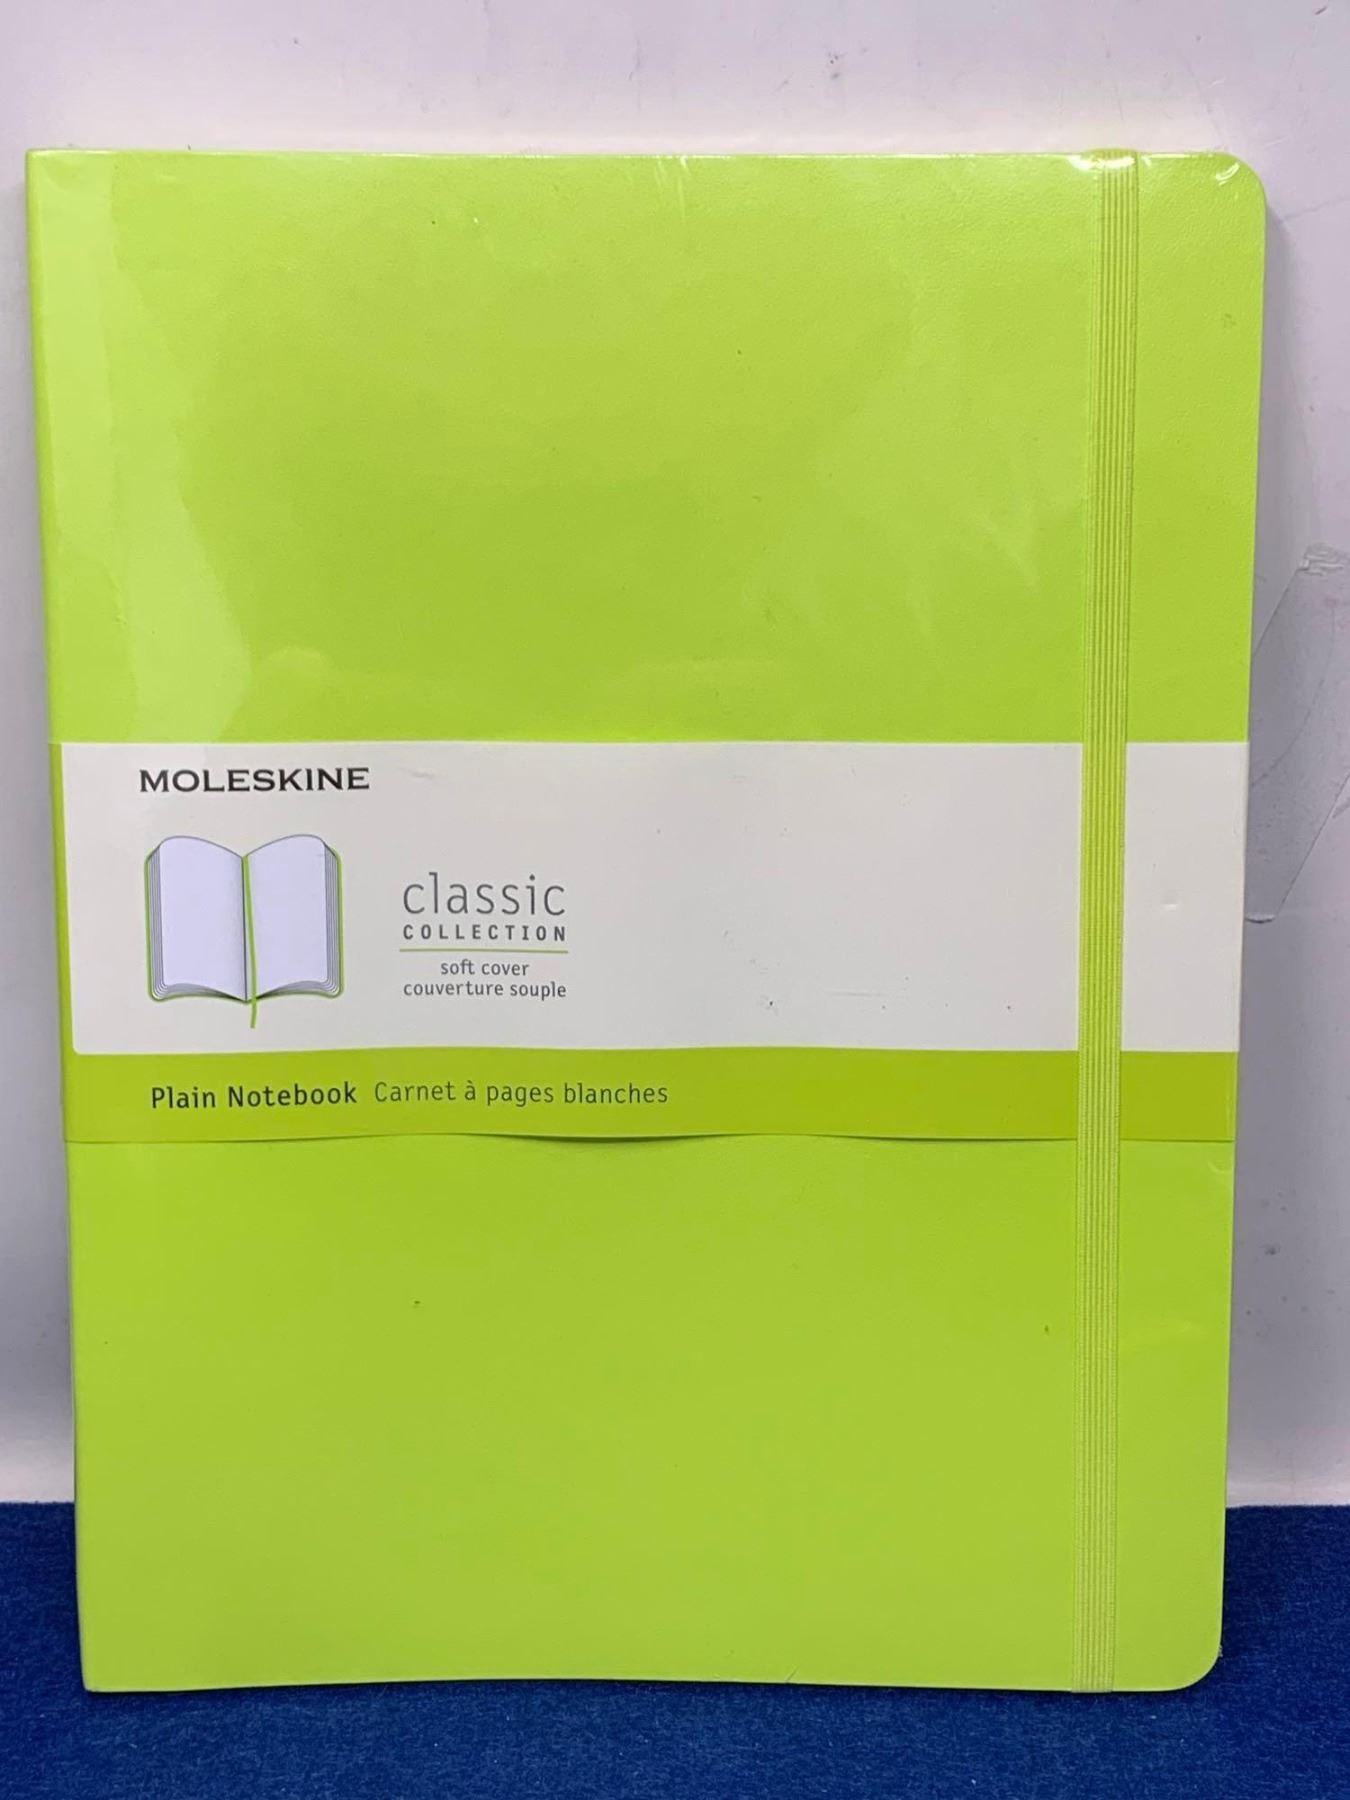 MOLESKINE
classic
COLLECTION
soft cover
couverture souple
Plain Notebook Carnet à pages blanches